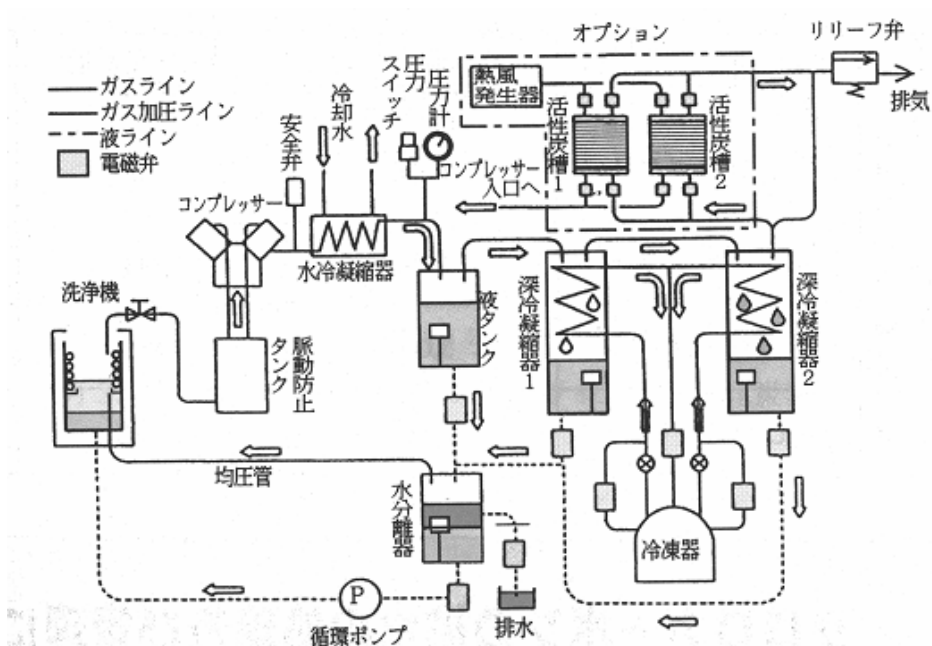 リリーフ弁
オプション
排気
熱風
発生器
活性炭槽1
活性炭槽2
ガスライン
ガス加圧ライン
液ライン
電磁弁
安全弁
冷却水
圧力スイッチ
圧力計
コンプレッサー
入口へ
コンプレッサー
水冷凝縮器
液タンク
深冷凝縮器1
深冷凝縮器2
洗浄機
脈動防止タンク
均圧管
水分離器
冷凍器
P
循環ポンプ
排水